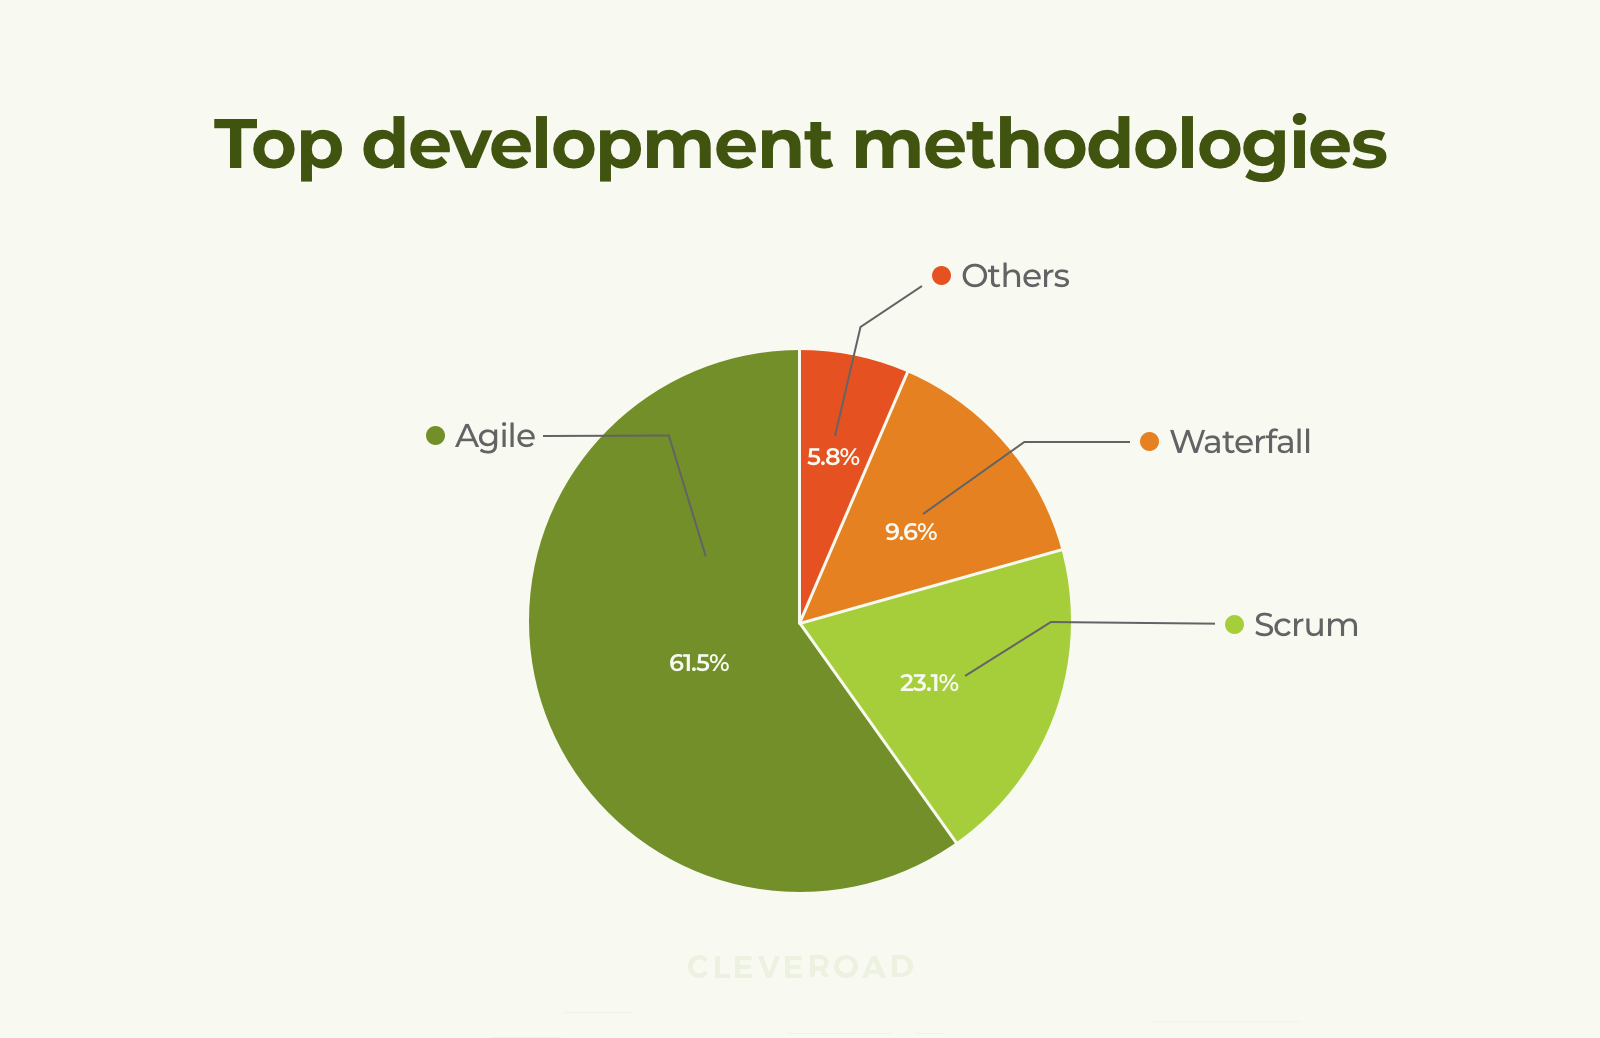 Top development methodologies
Others
Agile
5.8%
Waterfall
9.6%
Scrum
61.5%
23.1%
CLEVEROAD